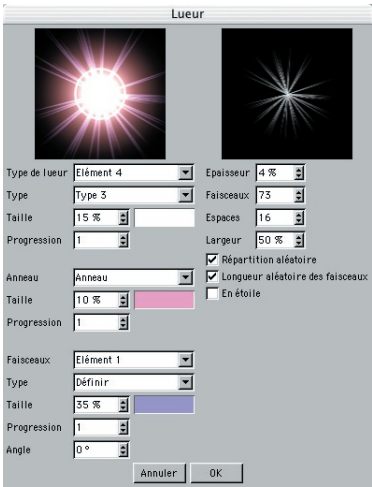 Lueur
Type de lueur Elément 4
Type Type 3
Taille 15 %
Progression 1
Anneau Anneau
Taille 10 %
Progression 1
Faisceaux Elément 1
Type Définir
Taille 35 %
Progression 1
Angle 0 °
Epaisseur 4 %
Faisceaux 73
Espaces 16
Largeur 50 %
Répartition aléatoire
Longueur aléatoire des faisceaux
En étoile
Annuler OK